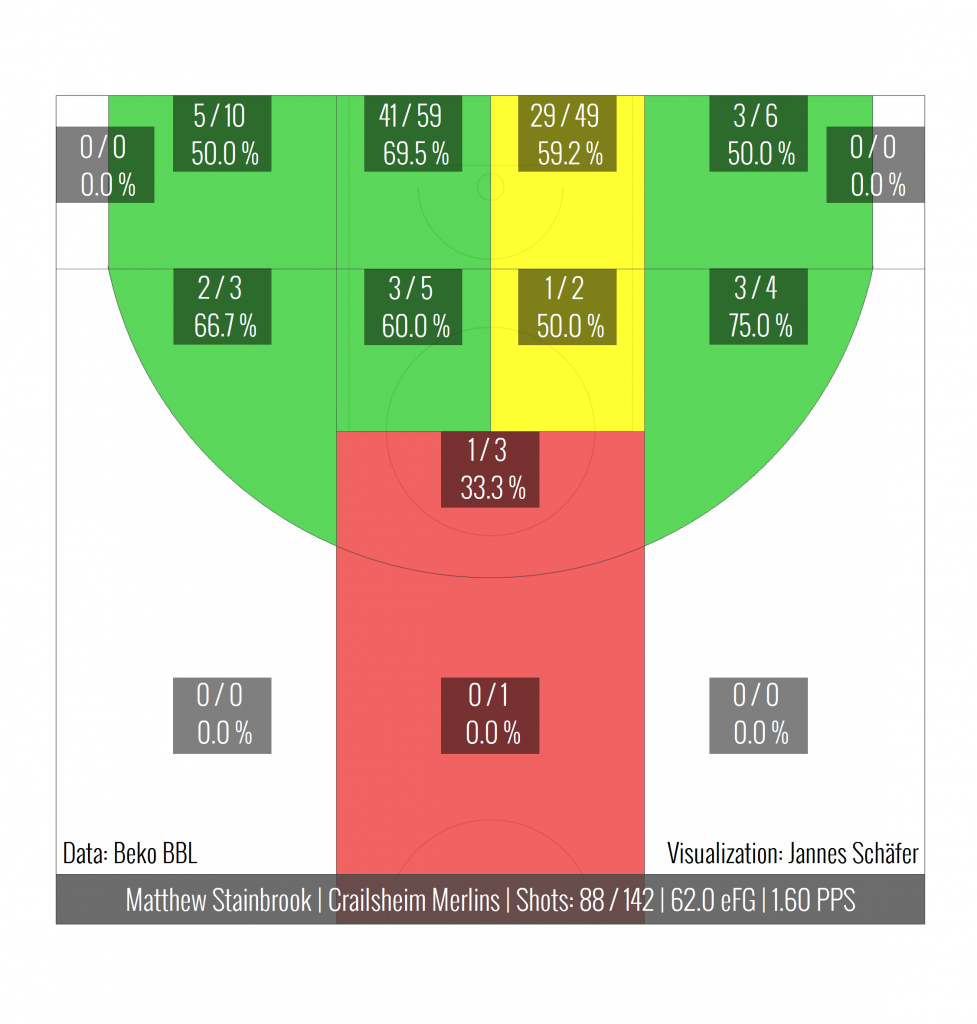 5 / 10
50.0 %
41 / 59
69.5 %
29 / 49
59.2 %
3 / 6
50.0 %
0 / 0
0.0 %
0 / 0
0.0 %
2 / 3
66.7 %
3 / 5
60.0 %
1 / 2
50.0 %
3 / 4
75.0 %
1 / 3
33.3 %
0 / 0
0.0 %
0 / 1
0.0 %
0 / 0
0.0 %
Data: Beko BBL
Visualization: Jannes Schäfer
Matthew Stainbrook | Crailsheim Merlins | Shots: 88 / 142 | 62.0 eFG | 1.60 PPS